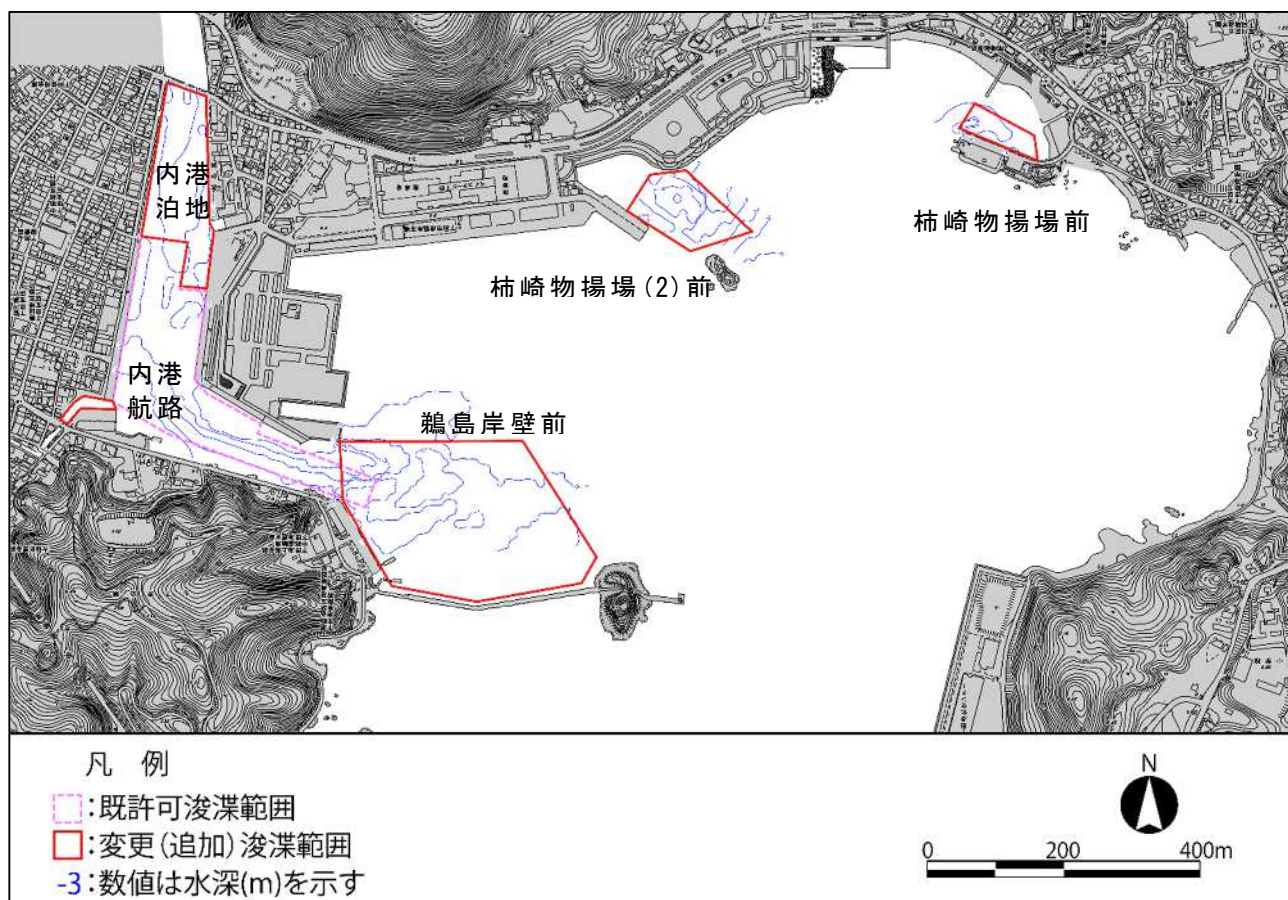 内港
泊地
柿崎物揚場前
柿崎物揚場(2)前
内港
航路
鵜島岸壁前
凡 例
:既許可浚渫範囲
:変更(追加)浚渫範囲
-3:数値は水深(m)を示す
N
0 200 400m